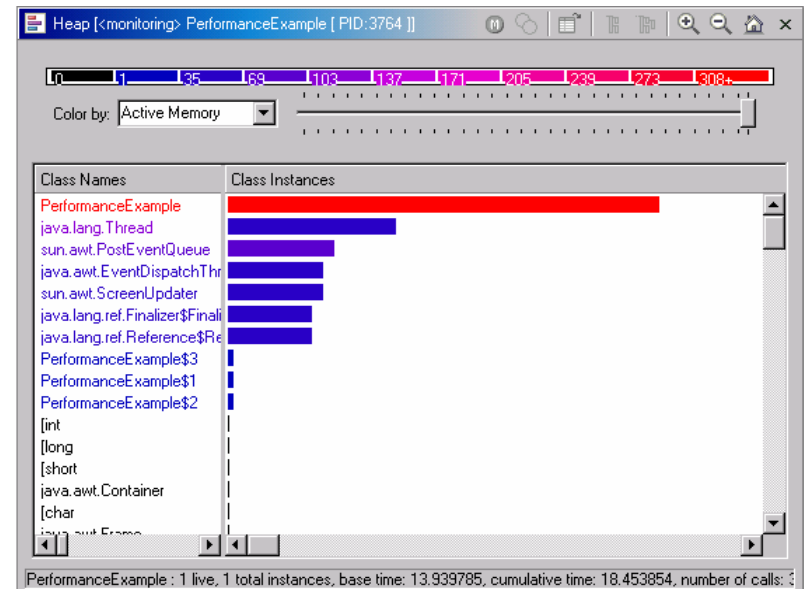 Heap [<monitoring> PerformanceExample [ PID:3764 ]]
0 1 35 69 103 137 171 205 239 273 308+
Color by: Active Memory
Class Names Class Instances
PerformanceExample
java.lang.Thread
sun.awt.PostEventQueue
java.awt.EventDispatchThr
sun.awt.ScreenUpdater
java.lang.ref.Finalizer$Finali
java.lang.ref.Reference$Re
PerformanceExample$3
PerformanceExample$1
PerformanceExample$2
[int
[long
[short
java.awt.Container
[char
java.awt.Frame
PerformanceExample : 1 live, 1 total instances, base time: 13.939785, cumulative time: 18.453854, number of calls: 3